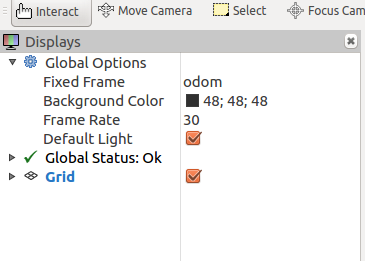 Interact Move Camera Select Focus Cam
Displays
Global Options
Fixed Frame odom
Background Color 48; 48; 48
Frame Rate 30
Default Light
Global Status: Ok
Grid